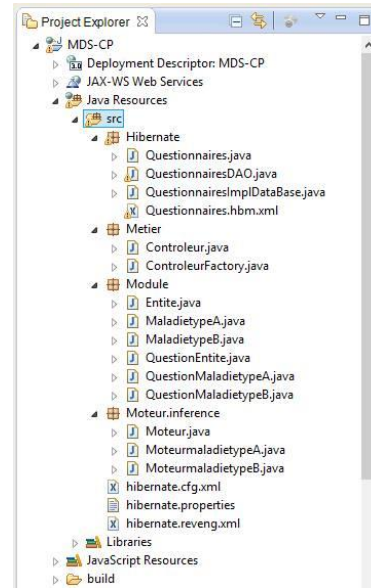 Project Explorer
MDS-CP
Deployment Descriptor: MDS-CP
JAX-WS Web Services
Java Resources
src
Hibernate
Questionnaires.java
QuestionnairesDAO.java
QuestionnairesImplDataBase.java
Questionnaires.hbm.xml
Metier
Controleur.java
ControleurFactory.java
Module
Entite.java
MaladietypeA.java
MaladietypeB.java
QuestionEntite.java
QuestionMaladietypeA.java
QuestionMaladietypeB.java
Moteur.inference
Moteur.java
MoteurmaladietypeA.java
MoteurmaladietypeB.java
hibernate.cfg.xml
hibernate.properties
hibernate.reveng.xml
Libraries
JavaScript Resources
build